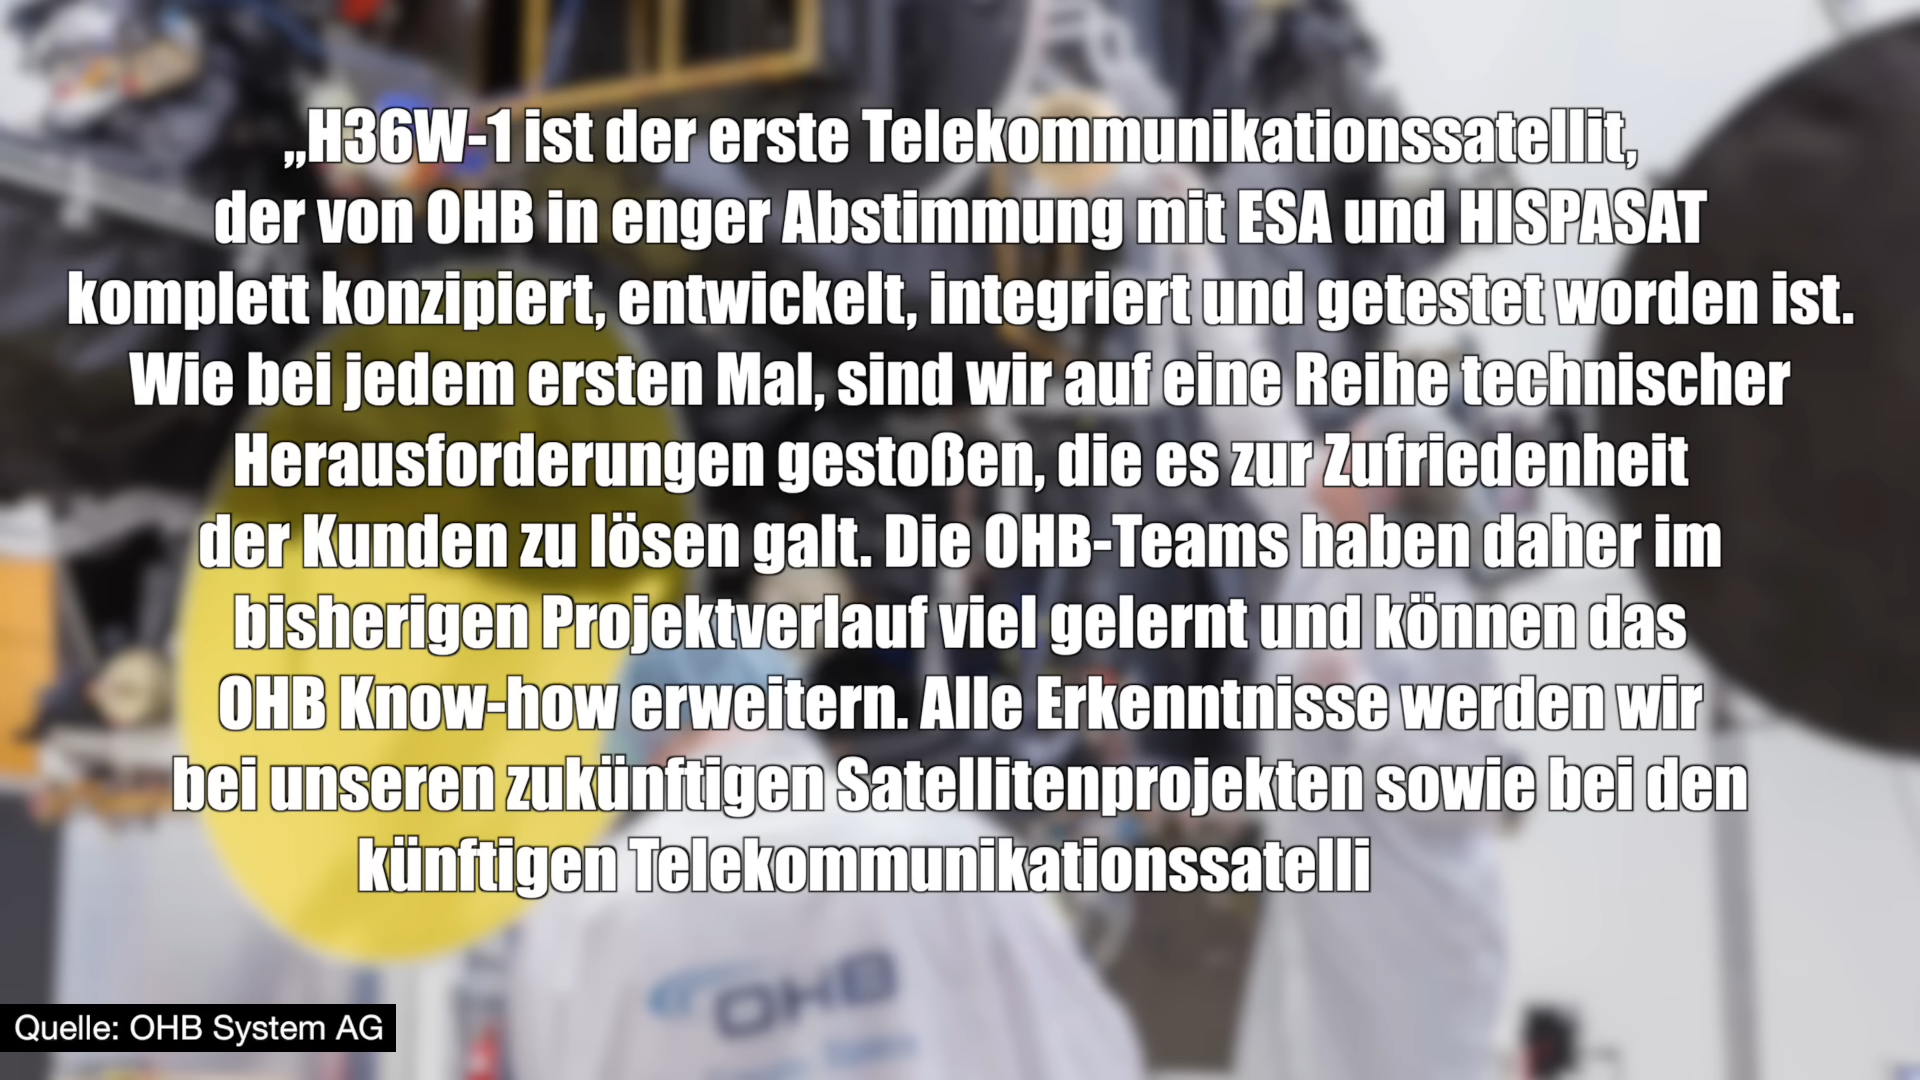 „H36W-1 ist der erste Telekommunikationssatellit,
der von OHB in enger Abstimmung mit ESA und HISPASAT
komplett konzipiert, entwickelt, integriert und getestet worden ist.
Wie bei jedem ersten Mal, sind wir auf eine Reihe technischer
Herausforderungen gestoßen, die es zur Zufriedenheit
der Kunden zu lösen galt. Die OHB-Teams haben daher im
bisherigen Projektverlauf viel gelernt und können das
OHB Know-how erweitern. Alle Erkenntnisse werden wir
bei unseren zukünftigen Satellitenprojekten sowie bei den
künftigen Telekommunikationssatelli
OHB
Quelle: OHB System AG